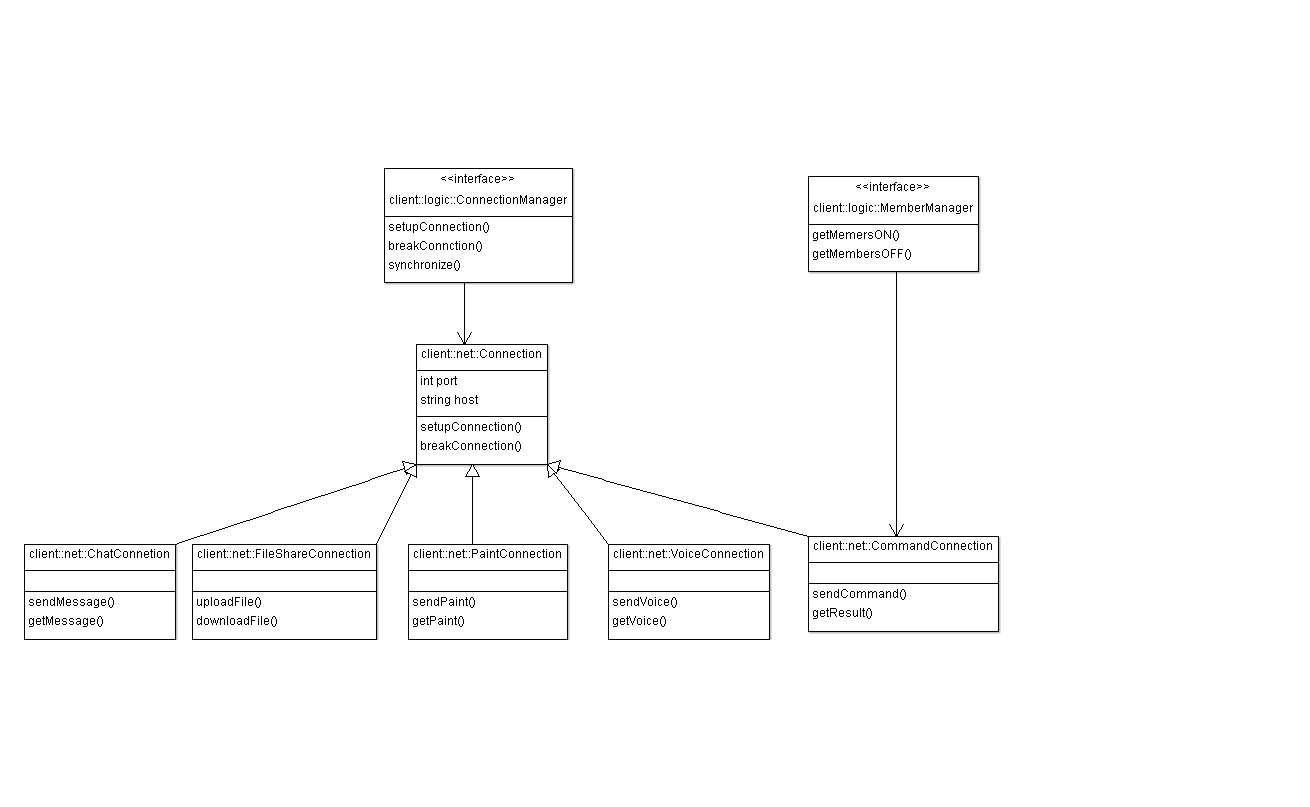 <<interface>>
client::logic::ConnectionManager
setupConnection()
breakConnction()
synchronize()
<<interface>>
client::logic::MemberManager
getMemersON()
getMembersOFF()
client::net::Connection
int port
string host
setupConnection()
breakConnection()
client::net::ChatConnetion
sendMessage()
getMessage()
client::net::FileShareConnection
uploadFile()
downloadFile()
client::net::PaintConnection
sendPaint()
getPaint()
client::net::VoiceConnection
sendVoice()
getVoice()
client::net::CommandConnection
sendCommand()
getResult()